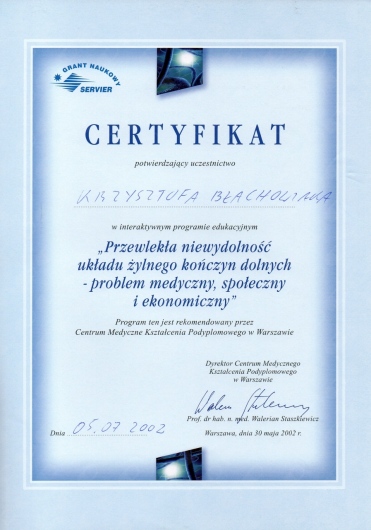 GRANT NAUKOWY
SERVIER
CERTYFIKAT
potwierdzający uczestnictwo
KRZYSZTOFA
w interaktywnym programie edukacyjnym
„Przewlekła niewydolność
układu żylnego kończyn dolnych
- problem medyczny, społeczny
i ekonomiczny”
Program ten jest rekomendowany przez
Centrum Medyczne Kształcenia Podyplomowego w Warszawie
Dyrektor Centrum Medycznego
Kształcenia Podyplomowego
w Warszawie
Prof. dr hab. n. med. Walerian Staszkiewicz
Dnia 05.07 2002
Warszawa, dnia 30 maja 2002 r.